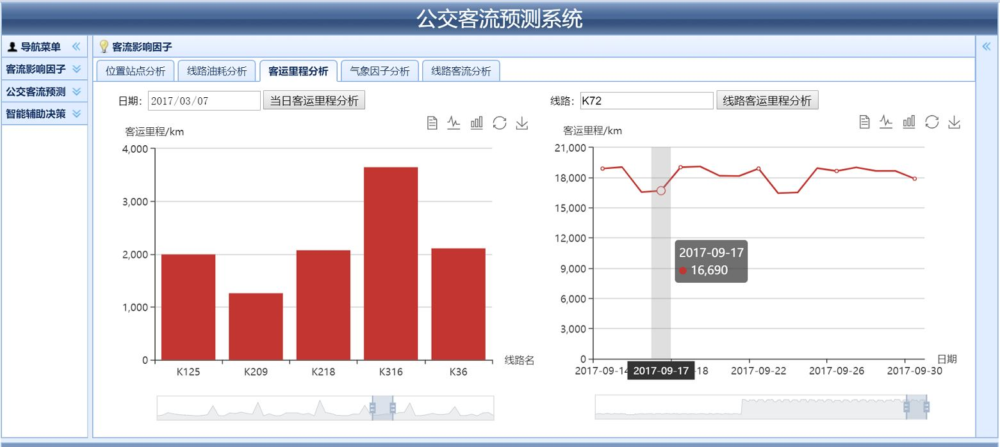 公交客流预测系统
导航菜单
客流影响因子
公交客流预测
智能辅助决策
客流影响因子
位置站点分析 线路油耗分析 客运里程分析 气象因子分析 线路客流分析
日期： 2017/03/07 当日客运里程分析
客运里程/km
4,000
3,000
2,000
1,000
0
K125 K209 K218 K316 K36
线路名
线路： K72 线路客运里程分析
客运里程/km
21,000
18,000
15,000
12,000
9,000
6,000
3,000
0
2017-09-17
16,690
2017-09-14 2017-09-17 -18 2017-09-22 2017-09-26 2017-09-30
日期